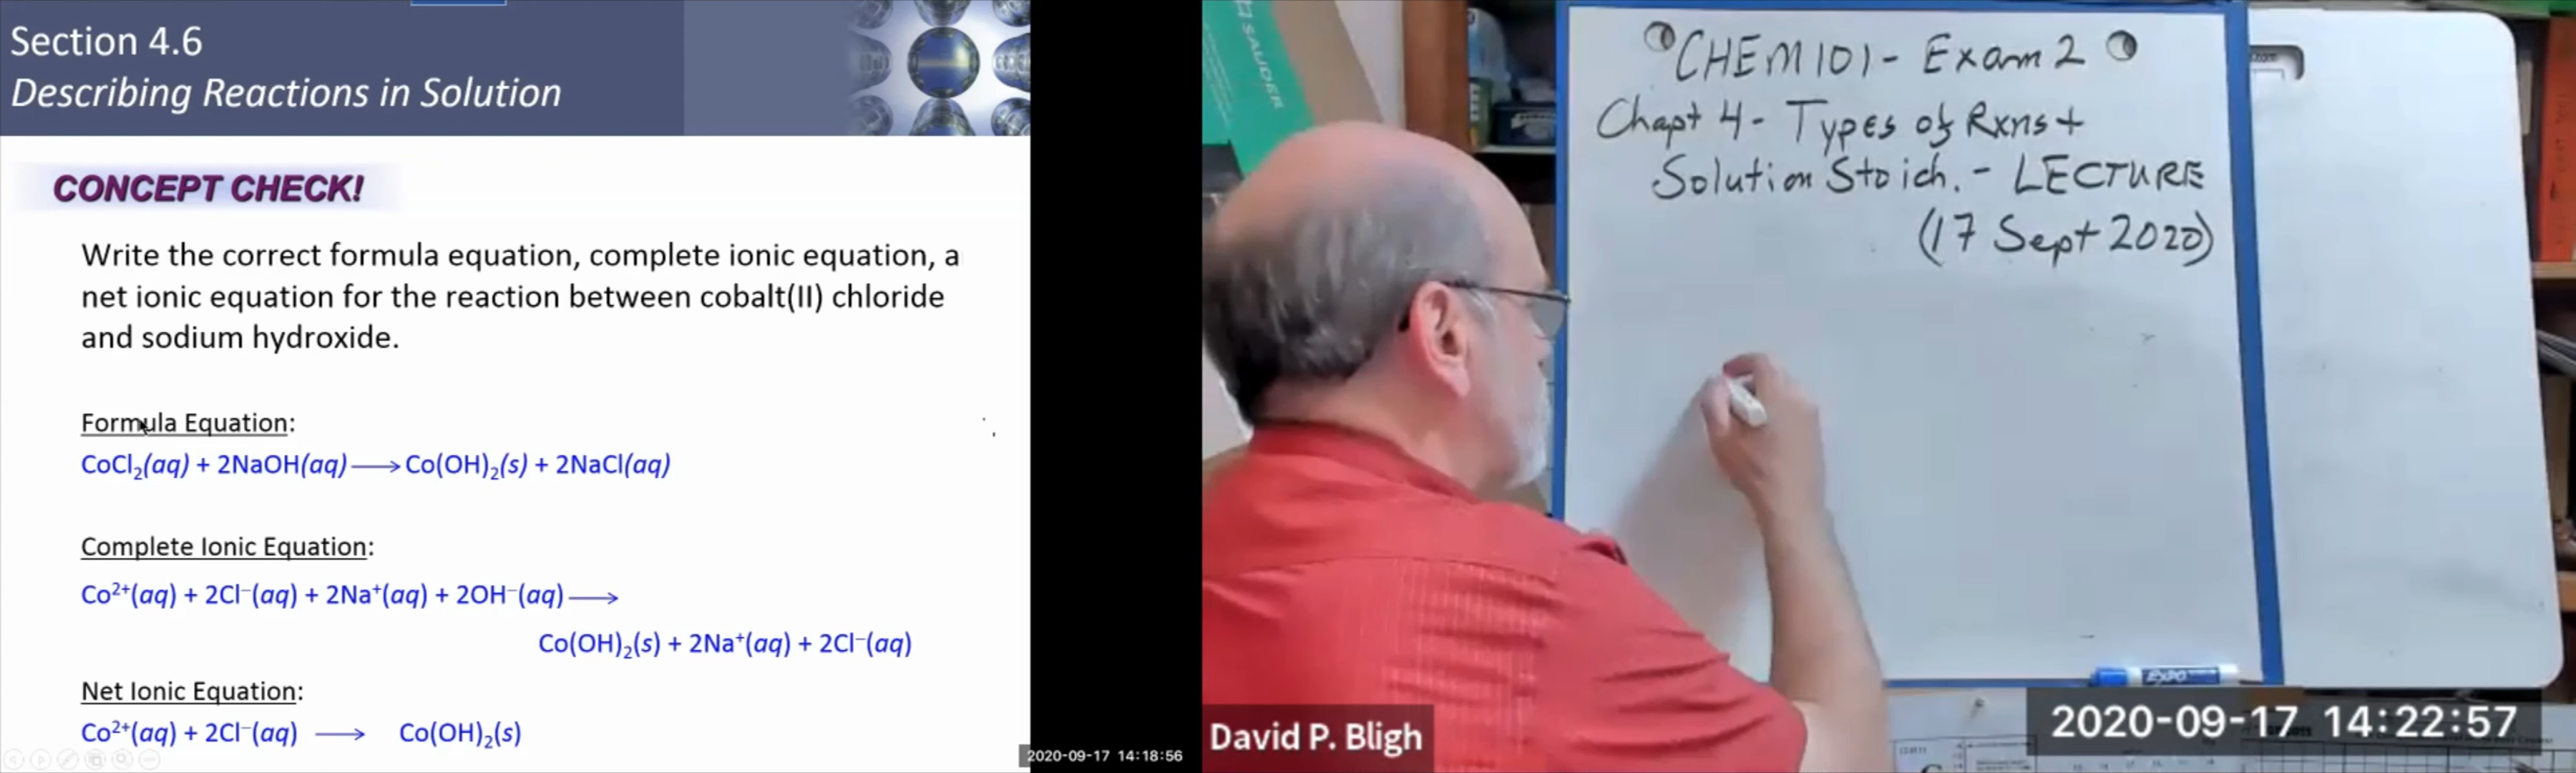 Section 4.6
Describing Reactions in Solution
CONCEPT CHECK!
Write the correct formula equation, complete ionic equation, a
net ionic equation for the reaction between cobalt(II) chloride
and sodium hydroxide.
Formula Equation:
CoCl₂(aq) + 2NaOH(aq) ⟶ Co(OH)₂(s) + 2NaCl(aq)
Complete Ionic Equation:
Co²⁺(aq) + 2Cl⁻(aq) + 2Na⁺(aq) + 2OH⁻(aq) ⟶
Co(OH)₂(s) + 2Na⁺(aq) + 2Cl⁻(aq)
Net Ionic Equation:
Co²⁺(aq) + 2Cl⁻(aq) ⟶ Co(OH)₂(s)
2020-09-17 14:18:56
SAUDER
CHEM 101 - Exam 2
Chapt 4 - Types of Rxns +
Solution Stoich. - LECTURE
(17 Sept 2020)
EXPO
David P. Bligh
2020-09-17 14:22:57